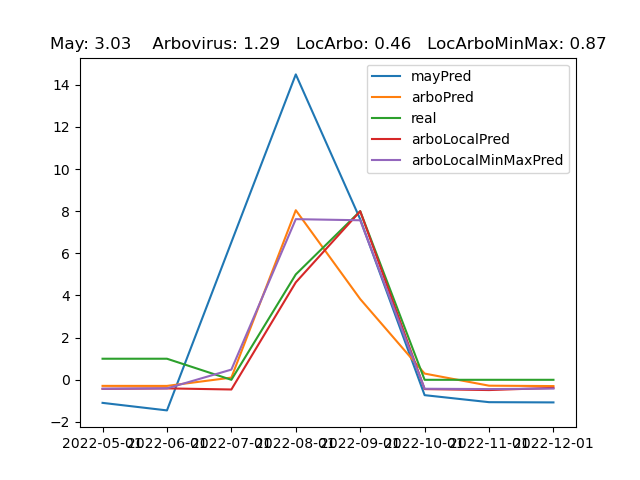 May: 3.03    Arbovirus: 1.29   LocArbo: 0.46   LocArboMinMax: 0.87
mayPred
arboPred
real
arboLocalPred
arboLocalMinMaxPred
14
12
10
8
6
4
2
0
−2
2022-05-01 2022-06-01 2022-07-01 2022-08-01 2022-09-01 2022-10-01 2022-11-01 2022-12-01